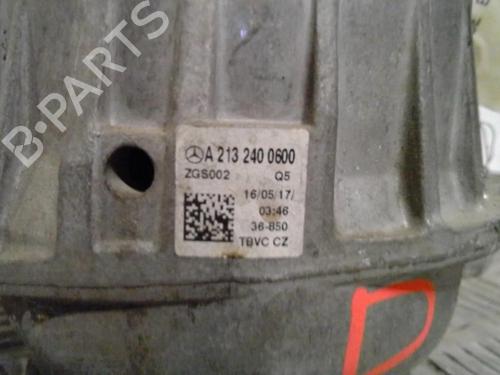 B-PARTS
A 213 240 0600
ZGS002 Q5
16/05/17/
03:46
36-850
TBVC CZ
D